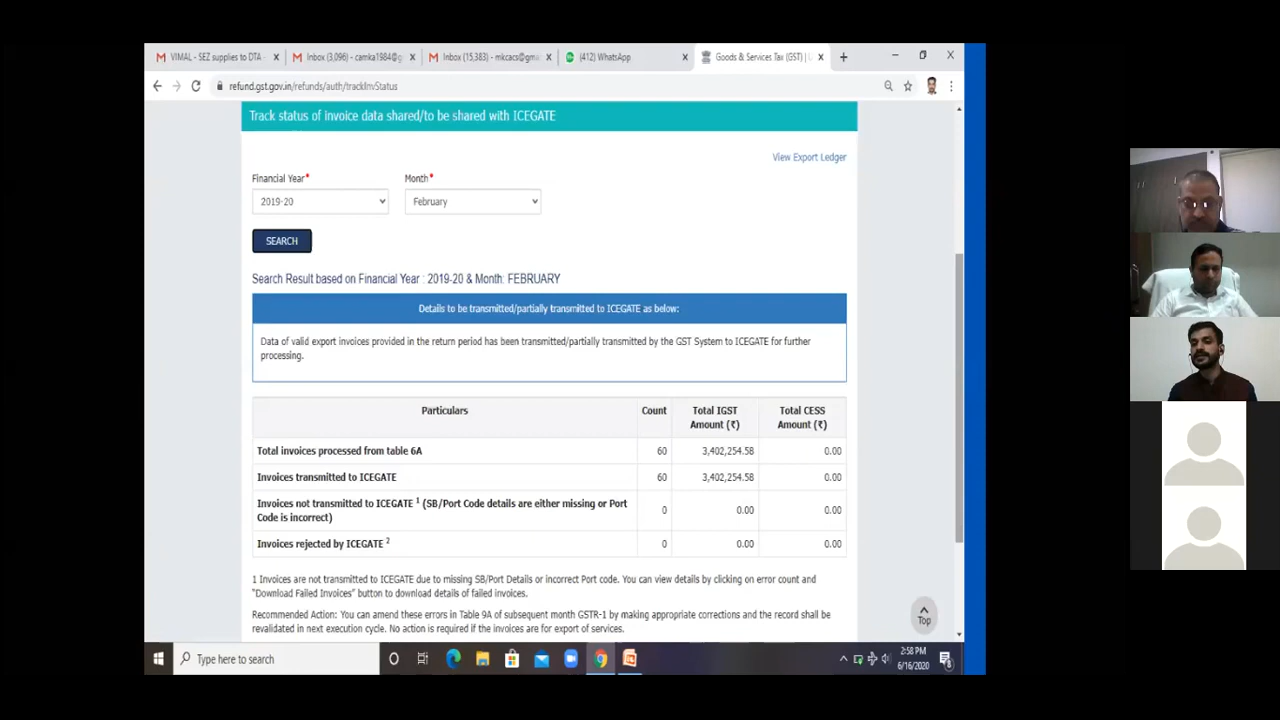 VIMAL - SEZ supplies to DTA -
Inbox (3,096) - camka1984@g
Inbox (15,383) - mkcacs@gma
(412) WhatsApp
Goods & Services Tax (GST) |
refund.gst.gov.in/refunds/auth/trackInvStatus
Track status of invoice data shared/to be shared with ICEGATE
View Export Ledger
Financial Year*
Month*
2019-20
February
SEARCH
Search Result based on Financial Year : 2019-20 & Month: FEBRUARY
Details to be transmitted/partially transmitted to ICEGATE as below:
Data of valid export invoices provided in the return period has been transmitted/partially transmitted by the GST System to ICEGATE for further
processing.
Particulars Count Total IGST Amount (₹) Total CESS Amount (₹)
Total invoices processed from table 6A 60 3,402,254.58 0.00
Invoices transmitted to ICEGATE 60 3,402,254.58 0.00
Invoices not transmitted to ICEGATE 1 (SB/Port Code details are either missing or Port
Code is incorrect) 0 0.00 0.00
Invoices rejected by ICEGATE 2 0 0.00 0.00
1 Invoices are not transmitted to ICEGATE due to missing SB/Port Details or incorrect Port code. You can view details by clicking on error count and
"Download Failed Invoices" button to download details of failed invoices.
Recommended Action: You can amend these errors in Table 9A of subsequent month GSTR-1 by making appropriate corrections and the record shall be
revalidated in next execution cycle. No action is required if the invoices are for export of services.
Top
Type here to search
2:58 PM
6/16/2020